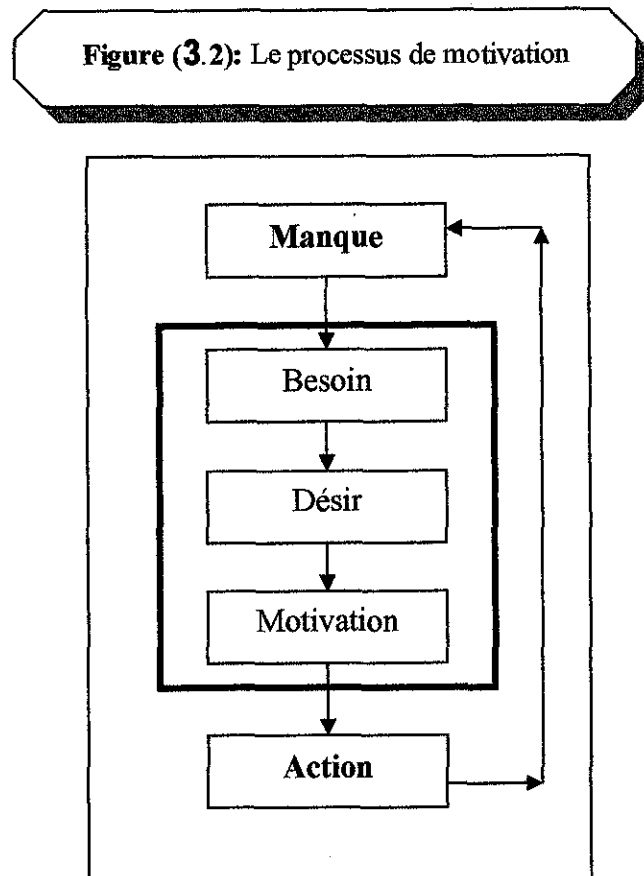 Figure (3.2): Le processus de motivation
Manque
Besoin
Désir
Motivation
Action